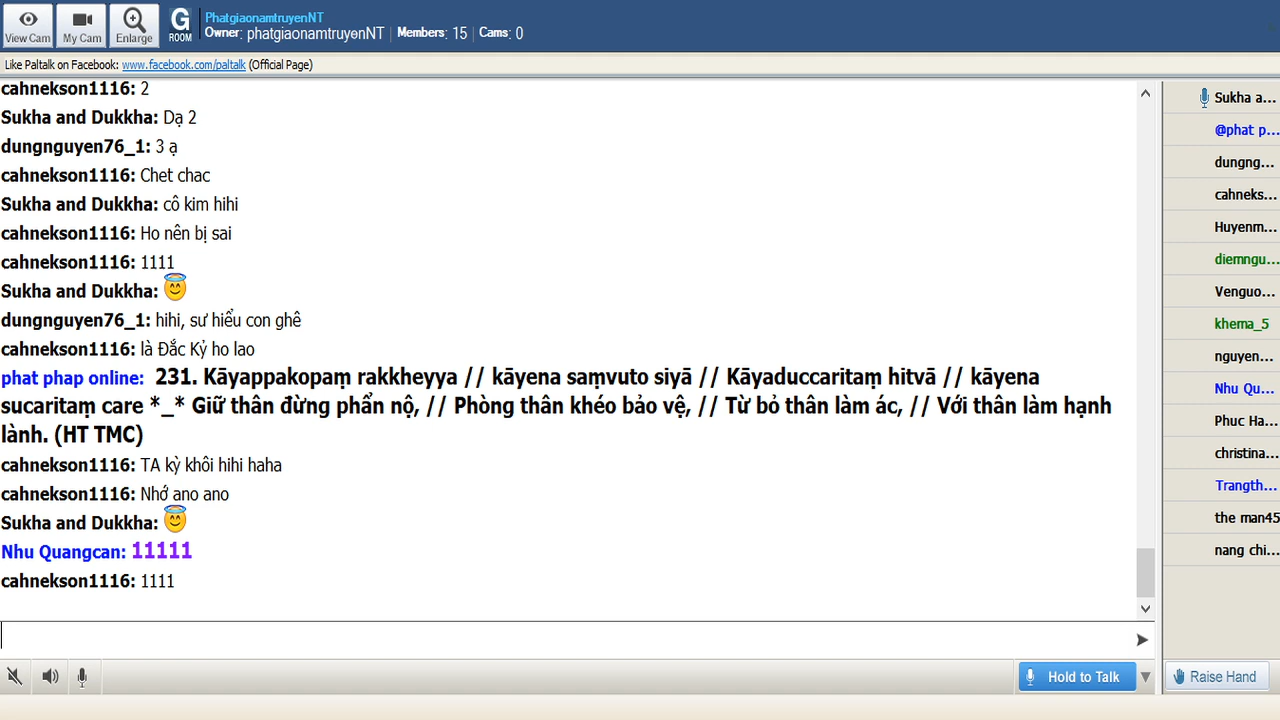 View Cam
My Cam
Enlarge
G
ROOM
PhatgiaonamtruyenNT
Owner: phatgiaonamtruyenNT | Members: 15 | Cams: 0
Like Paltalk on Facebook: www.facebook.com/paltalk (Official Page)
cahnekson1116: 2
Sukha and Dukkha: Dạ 2
dungnguyen76_1: 3 ạ
cahnekson1116: Chet chac
Sukha and Dukkha: cô kim hihi
cahnekson1116: Ho nên bị sai
cahnekson1116: 1111
Sukha and Dukkha:
dungnguyen76_1: hihi, sư hiểu con ghê
cahnekson1116: là Đắc Kỷ ho lao
phat phap online: 231. Kāyappakopaṃ rakkheyya // kāyena saṃvuto siyā // Kāyaduccaritaṃ hitvā // kāyena
sucaritaṃ care *_* Giữ thân đừng phẩn nộ, // Phòng thân khéo bảo vệ, // Từ bỏ thân làm ác, // Với thân làm hạnh
lành. (HT TMC)
cahnekson1116: TA kỳ khôi hihi haha
cahnekson1116: Nhớ ano ano
Sukha and Dukkha:
Nhu Quangcan: 11111
cahnekson1116: 1111
Sukha a...
@phat p...
dungng...
cahneks...
Huyenm...
diemngu...
Venguo...
khema_5
nguyen...
Nhu Qu...
Phuc Ha...
christina...
Trangth...
the man45
nang chi...
Hold to Talk
Raise Hand